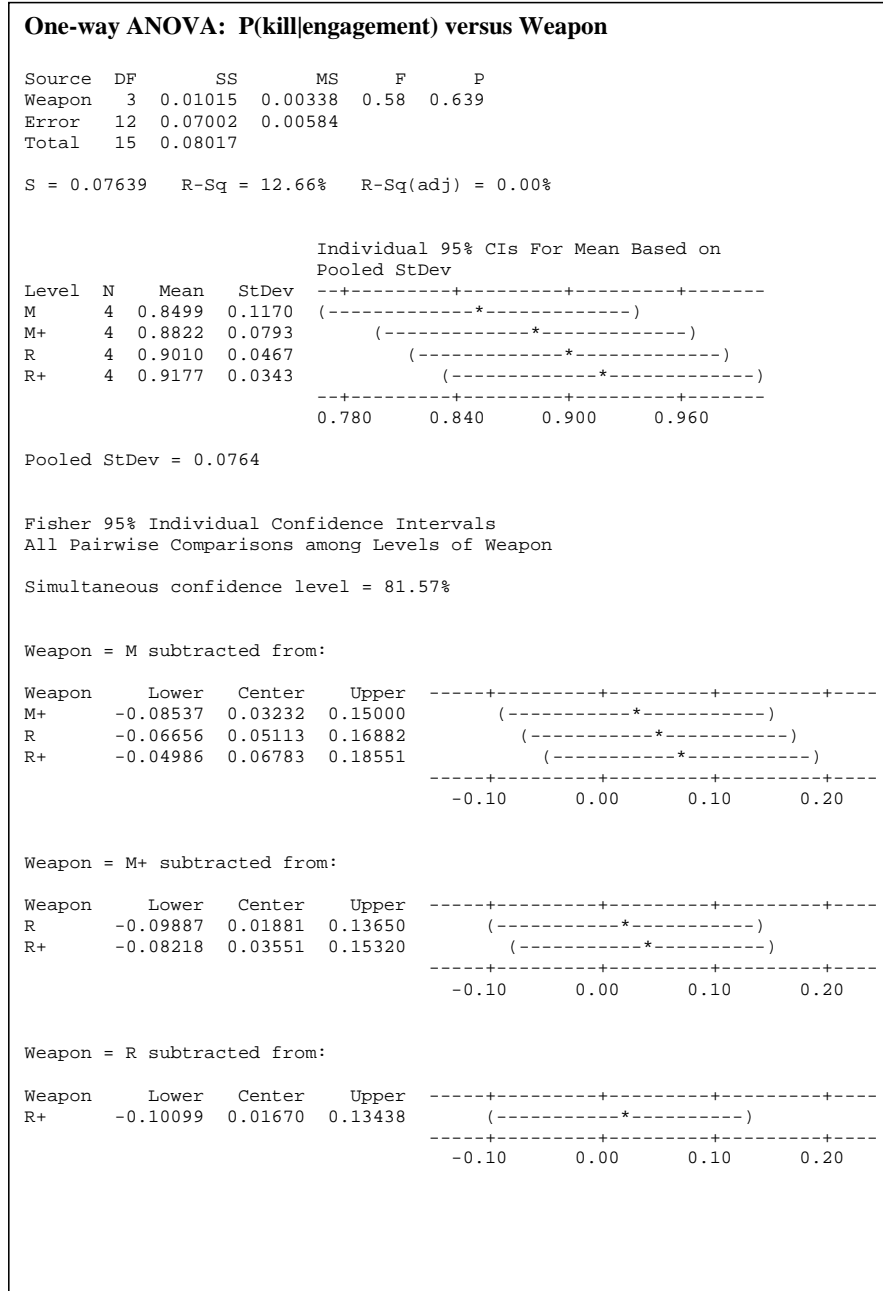 One-way ANOVA: P(kill|engagement) versus Weapon
Source  DF       SS       MS     F      P
Weapon   3  0.01015  0.00338  0.58  0.639
Error   12  0.07002  0.00584
Total   15  0.08017
S = 0.07639   R-Sq = 12.66%   R-Sq(adj) = 0.00%
Individual 95% CIs For Mean Based on
Pooled StDev
Level  N    Mean   StDev  --+---------+---------+---------+-------
M      4  0.8499  0.1170  (-------------*-------------)
M+     4  0.8822  0.0793       (-------------*-------------)
R      4  0.9010  0.0467          (-------------*-------------)
R+     4  0.9177  0.0343             (-------------*-------------)
--+---------+---------+---------+-------
0.780     0.840     0.900     0.960
Pooled StDev = 0.0764
Fisher 95% Individual Confidence Intervals
All Pairwise Comparisons among Levels of Weapon
Simultaneous confidence level = 81.57%
Weapon = M subtracted from:
Weapon     Lower   Center    Upper  -----+---------+---------+---------+----
M+      -0.08537  0.03232  0.15000        (-----------*-----------)
R       -0.06656  0.05113  0.16882          (-----------*-----------)
R+      -0.04986  0.06783  0.18551            (-----------*-----------)
-----+---------+---------+---------+----
-0.10      0.00      0.10      0.20
Weapon = M+ subtracted from:
Weapon     Lower   Center    Upper  -----+---------+---------+---------+----
R       -0.09887  0.01881  0.13650       (-----------*-----------)
R+      -0.08218  0.03551  0.15320         (-----------*----------)
-----+---------+---------+---------+----
-0.10      0.00      0.10      0.20
Weapon = R subtracted from:
Weapon     Lower   Center    Upper  -----+---------+---------+---------+----
R+      -0.10099  0.01670  0.13438       (-----------*----------)
-----+---------+---------+---------+----
-0.10      0.00      0.10      0.20